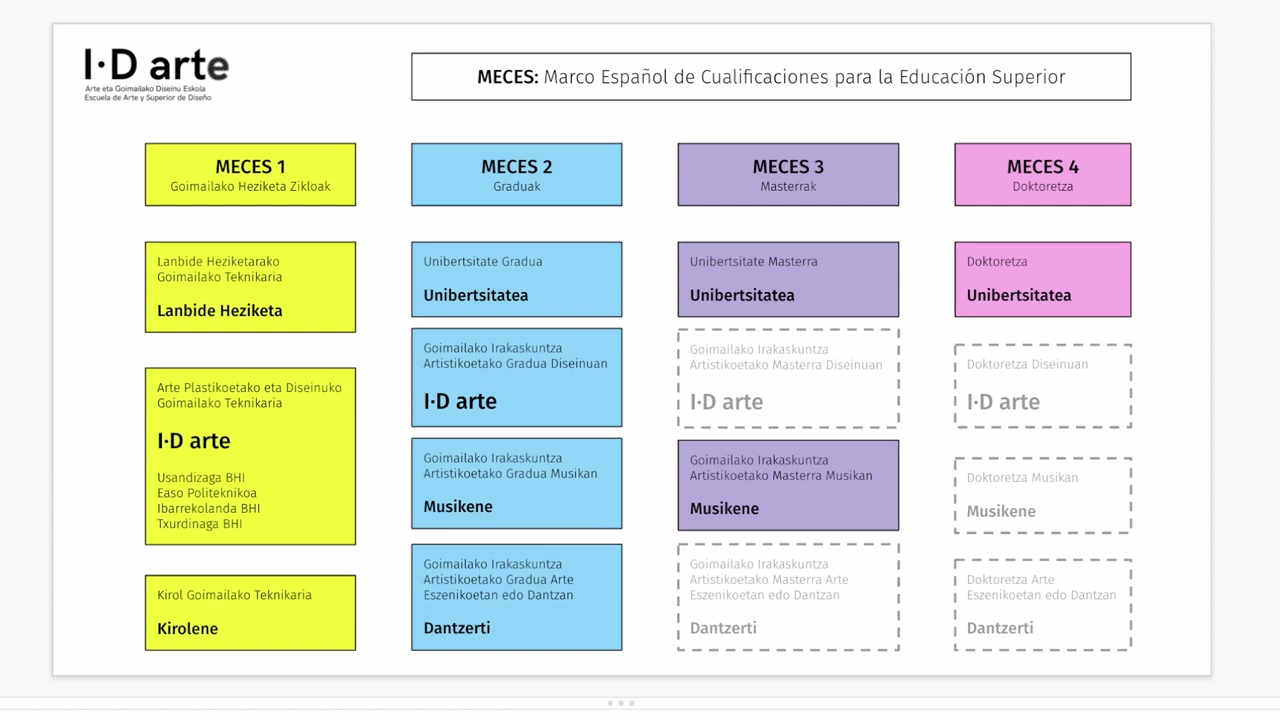 I·D arte
Arte eta Goimailako Diseinu Eskola
Escuela de Arte y Superior de Diseño
MECES: Marco Español de Cualificaciones para la Educación Superior
MECES 1
Goimailako Heziketa Zikloak
Lanbide Heziketarako
Goimailako Teknikaria
Lanbide Heziketa
Arte Plastikoetako eta Diseinuko
Goimailako Teknikaria
I·D arte
Usandizaga BHI
Easo Politeknikoa
Ibarrekolanda BHI
Txurdinaga BHI
Kirol Goimailako Teknikaria
Kirolene
MECES 2
Graduak
Unibertsitate Gradua
Unibertsitatea
Goimailako Irakaskuntza
Artistikoetako Gradua Diseinuan
I·D arte
Goimailako Irakaskuntza
Artistikoetako Gradua Musikan
Musikene
Goimailako Irakaskuntza
Artistikoetako Gradua Arte
Eszenikoetan edo Dantzan
Dantzerti
MECES 3
Masterrak
Unibertsitate Masterra
Unibertsitatea
Goimailako Irakaskuntza
Artistikoetako Masterra Diseinuan
I·D arte
Goimailako Irakaskuntza
Artistikoetako Masterra Musikan
Musikene
Goimailako Irakaskuntza
Artistikoetako Masterra Arte
Eszenikoetan edo Dantzan
Dantzerti
MECES 4
Doktoretza
Doktoretza
Unibertsitatea
Doktoretza Diseinuan
I·D arte
Doktoretza Musikan
Musikene
Doktoretza Arte
Eszenikoetan edo Dantzan
Dantzerti